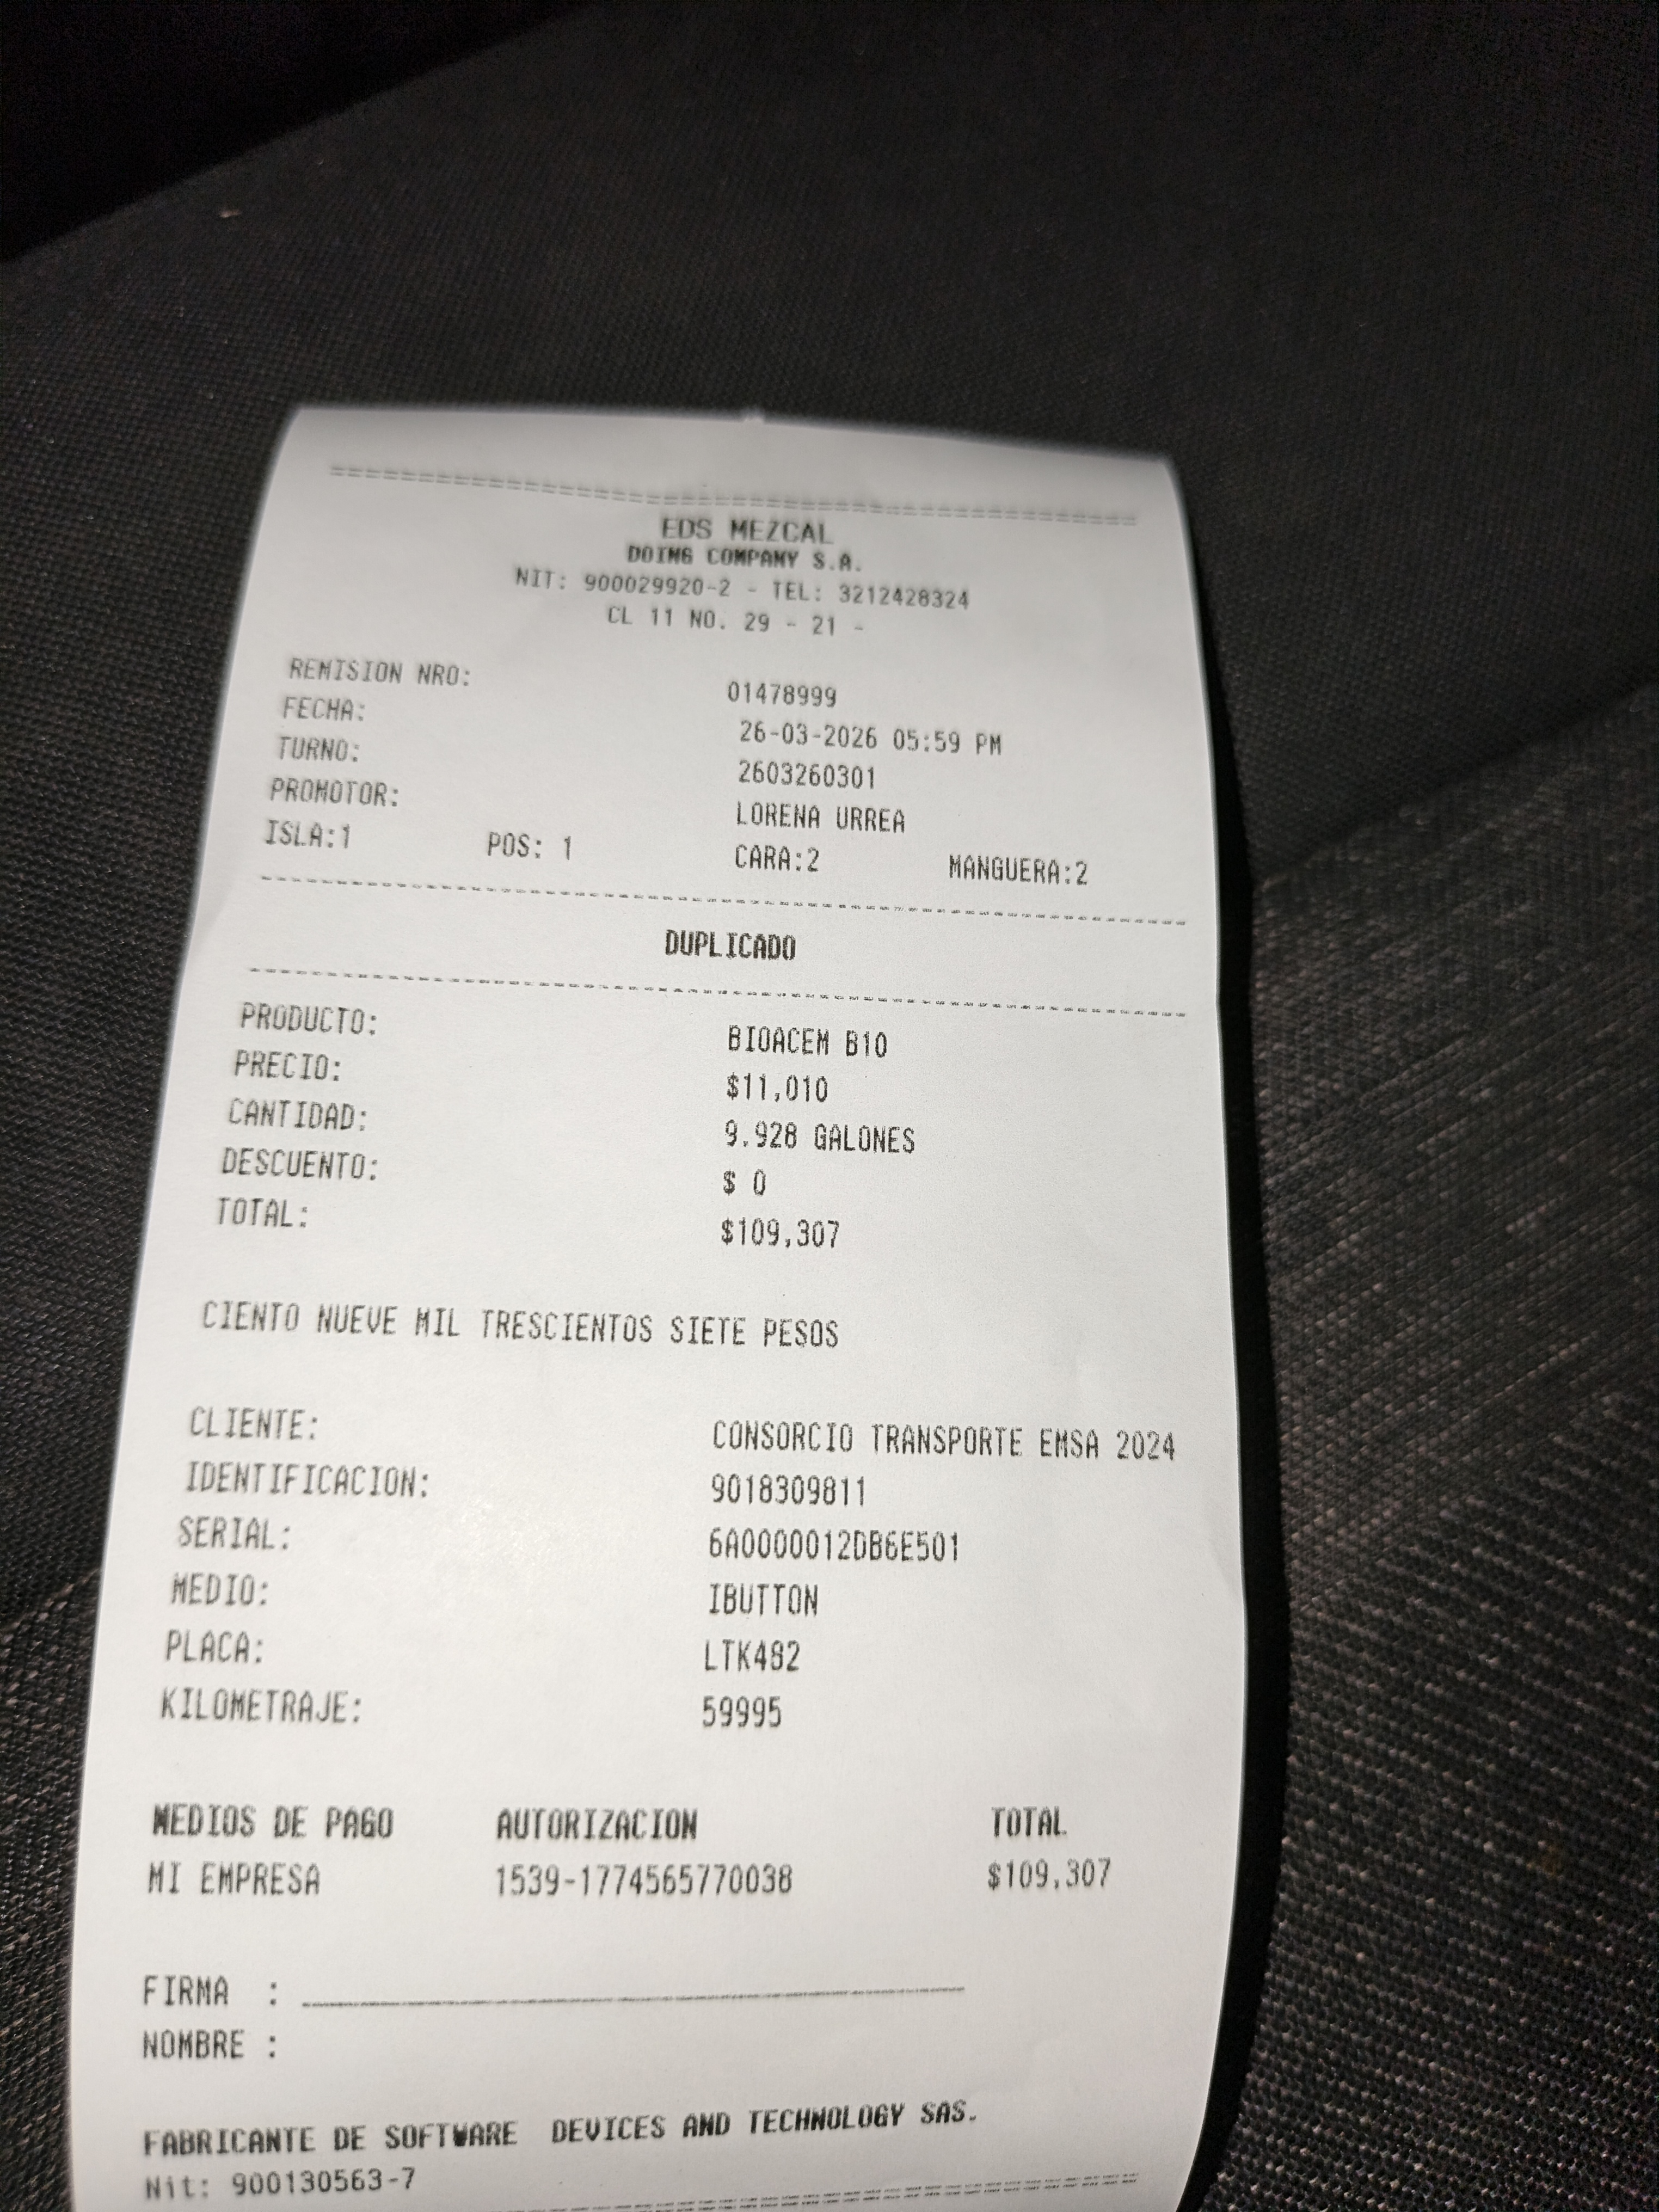 EDS MEZCAL
DOING COMPANY S.A.
NIT: 900029920-2 - TEL: 3212428324
CL 11 NO. 29 - 21 -
REMISION NRO: 01478999
FECHA: 26-03-2026 05:59 PM
TURNO: 2603260301
PROMOTOR: LORENA URREA
ISLA:1 POS: 1 CARA:2 MANGUERA:2
DUPLICADO
PRODUCTO: BIOACEM B10
PRECIO: $11,010
CANTIDAD: 9.928 GALONES
DESCUENTO: $ 0
TOTAL: $109,307
CIENTO NUEVE MIL TRESCIENTOS SIETE PESOS
CLIENTE: CONSORCIO TRANSPORTE EMSA 2024
IDENTIFICACION: 9018309811
SERIAL: 6A0000012DB6E501
MEDIO: IBUTTON
PLACA: LTK482
KILOMETRAJE: 59995
MEDIOS DE PAGO AUTORIZACION TOTAL
MI EMPRESA 1539-1774565770038 $109,307
FIRMA :
NOMBRE :
FABRICANTE DE SOFTWARE DEVICES AND TECHNOLOGY SAS.
Nit: 900130563-7